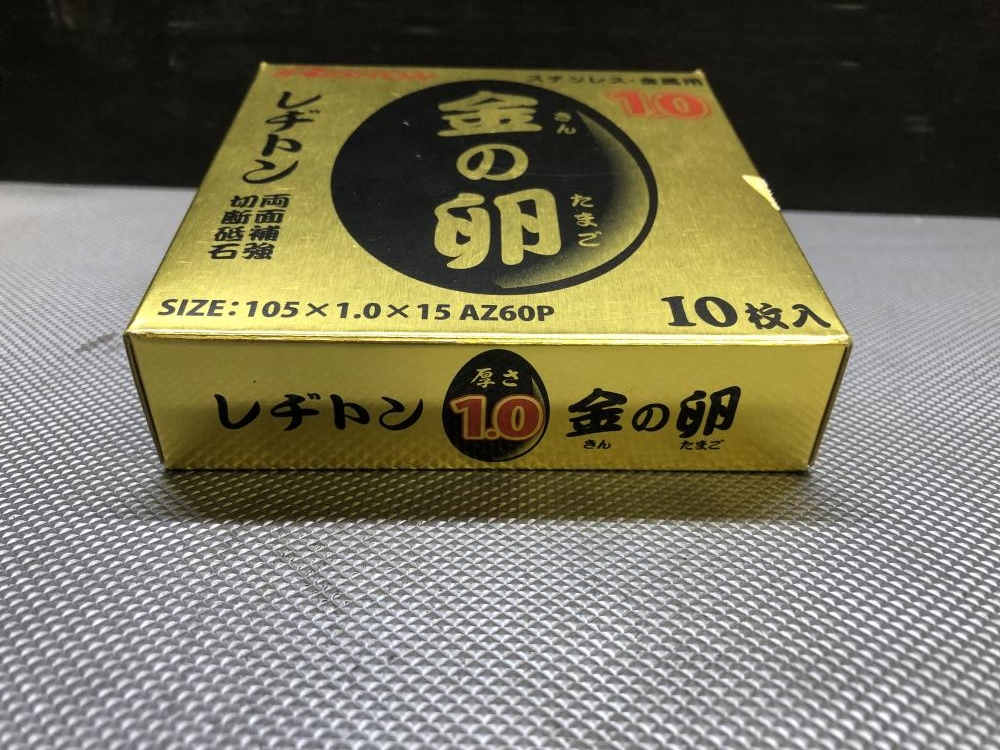 RESITON
ステンレス・金属用
1.0
レヂトン
両面補強
切断砥石
金の卵
きん
たまご
SIZE:105×1.0×15 AZ60P
10枚入
レヂトン
厚さ
1.0
金の卵
きん
たまご